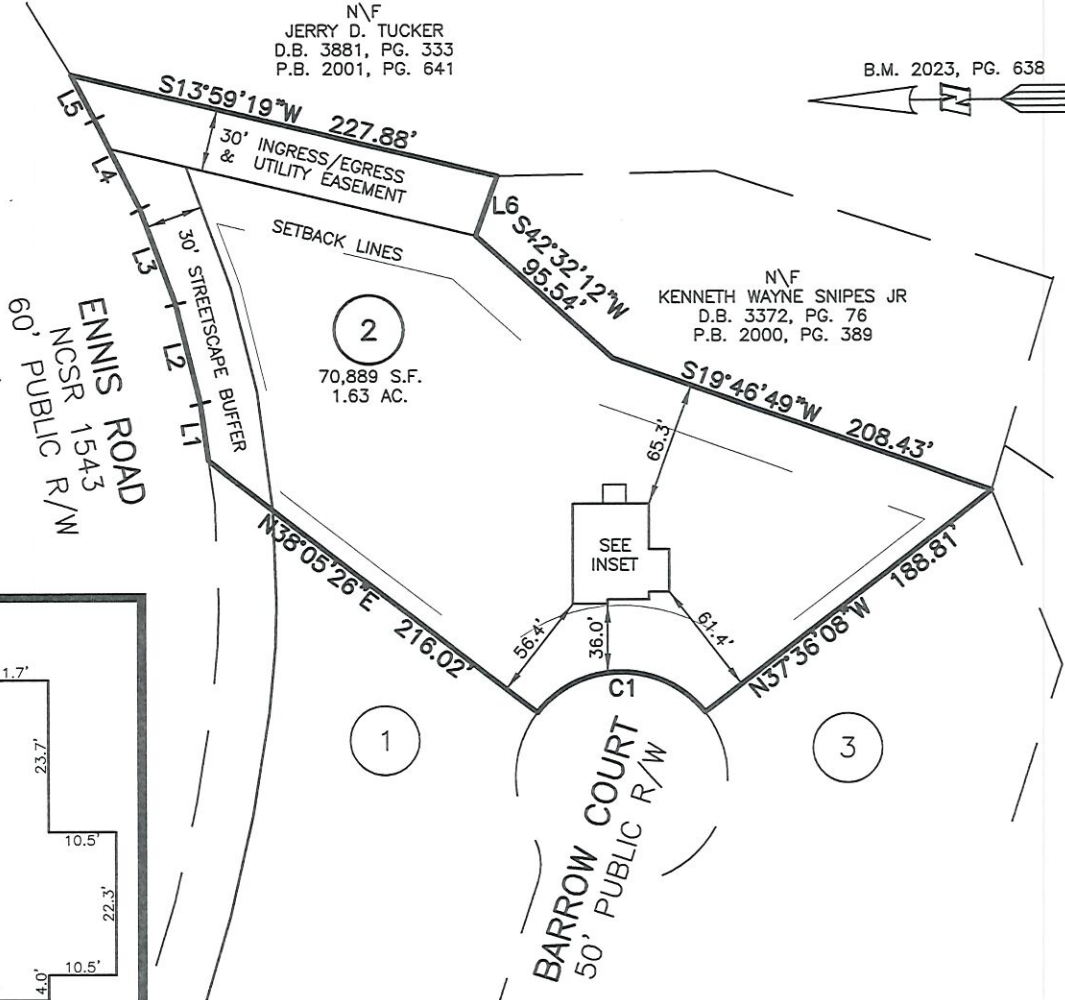 N\F
JERRY D. TUCKER
D.B. 3881, PG. 333
P.B. 2001, PG. 641
B.M. 2023, PG. 638
N
S13°59'19"W 227.88'
30' INGRESS/EGRESS
& UTILITY EASEMENT
L5
L4
L3
L2
L1
L6
S42°32'12"W
95.54'
SETBACK LINES
30' STREETSCAPE BUFFER
N\F
KENNETH WAYNE SNIPES JR
D.B. 3372, PG. 76
P.B. 2000, PG. 389
2
70,889 S.F.
1.63 AC.
ENNIS ROAD
NCSR 1543
60' PUBLIC R/W
S19°46'49"W 208.43'
65.3'
SEE
INSET
N38°05'26"E 216.02'
56.4'
36.0'
61.4'
N37°36'08"W 188.81'
C1
1
3
BARROW COURT
50' PUBLIC R/W
1.7'
23.7'
10.5'
22.3'
10.5'
4.0'